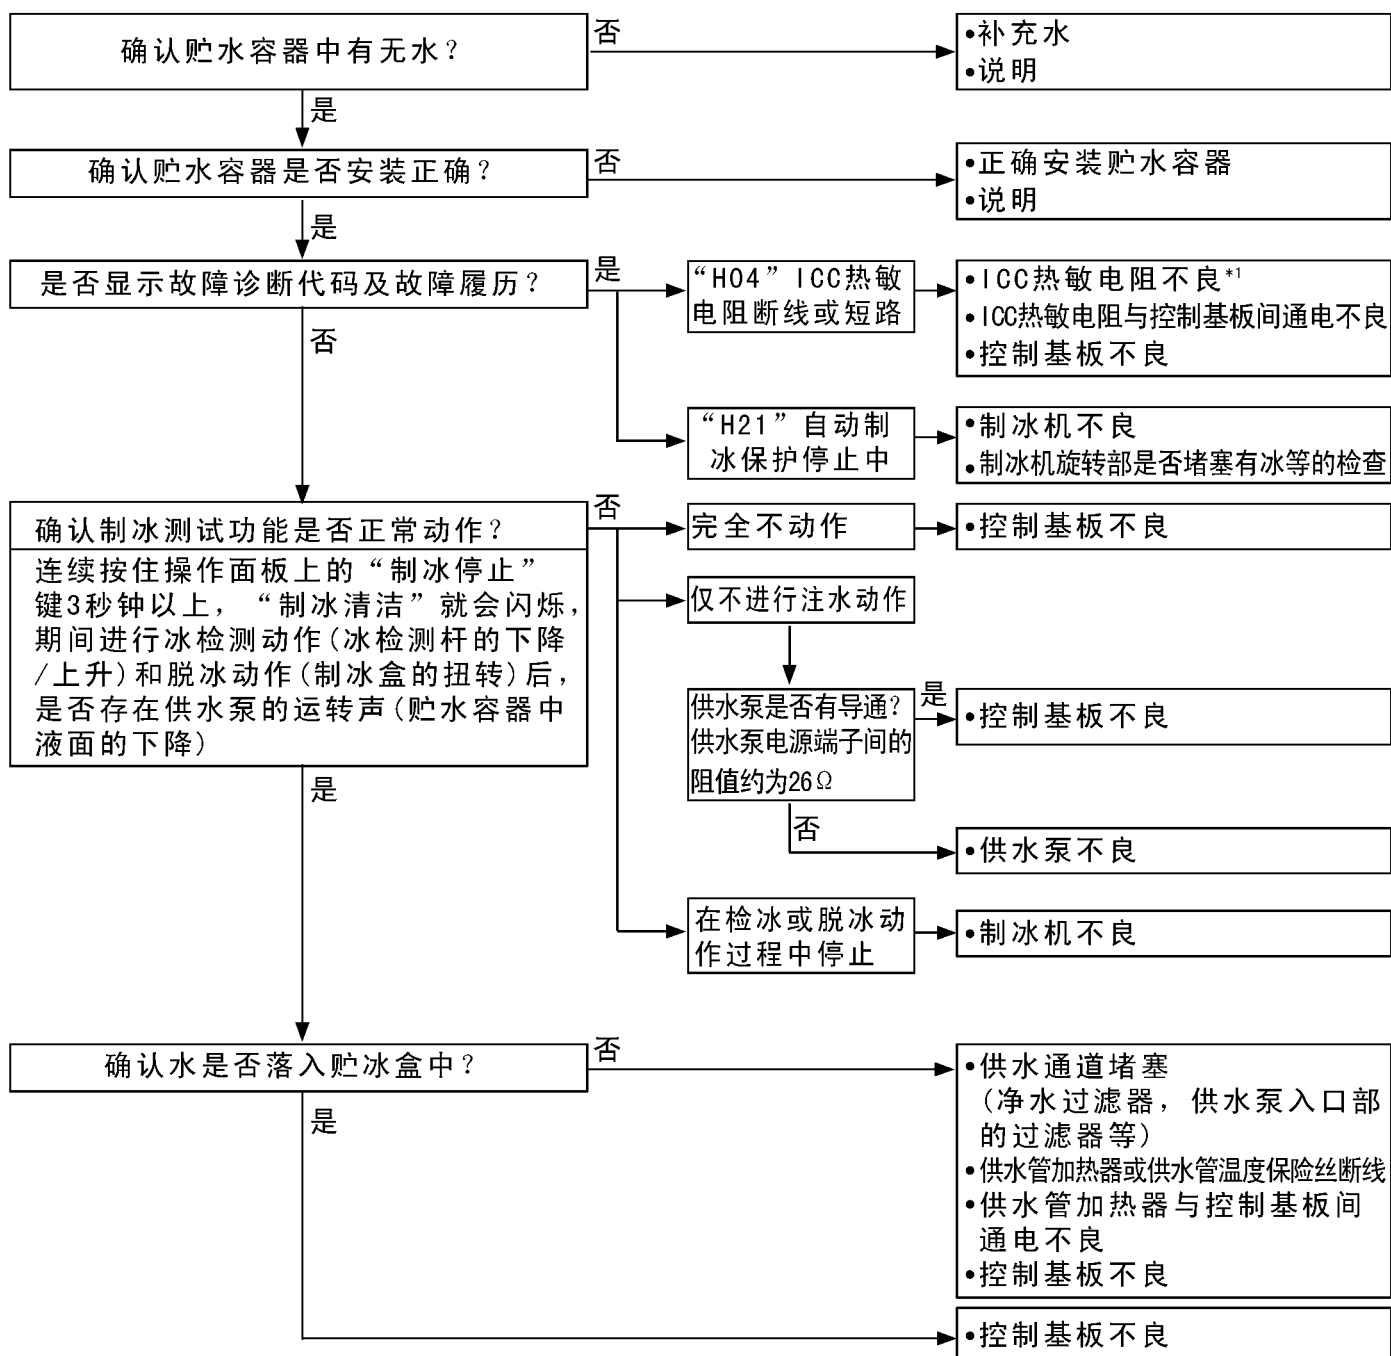 确认贮水容器中有无水？
否
•补充水
•说明
是
确认贮水容器是否安装正确？
否
•正确安装贮水容器
•说明
是
是否显示故障诊断代码及故障履历？
是
“H04”ICC热敏
电阻断线或短路
•ICC热敏电阻不良*1
•ICC热敏电阻与控制基板间通电不良
•控制基板不良
否
“H21”自动制
冰保护停止中
•制冰机不良
•制冰机旋转部是否堵塞有冰等的检查
确认制冰测试功能是否正常动作？
连续按住操作面板上的“制冰停止”
键3秒钟以上，“制冰清洁”就会闪烁，
期间进行冰检测动作(冰检测杆的下降
/上升)和脱冰动作(制冰盒的扭转)后，
是否存在供水泵的运转声(贮水容器中
液面的下降)
否
完全不动作
•控制基板不良
仅不进行注水动作
供水泵是否有导通？
供水泵电源端子间的
阻值约为26Ω
是
•控制基板不良
否
•供水泵不良
在检冰或脱冰动
作过程中停止
•制冰机不良
是
确认水是否落入贮冰盒中？
否
•供水通道堵塞
(净水过滤器，供水泵入口部
的过滤器等)
•供水管加热器或供水管温度保险丝断线
•供水管加热器与控制基板间
通电不良
•控制基板不良
是
•控制基板不良